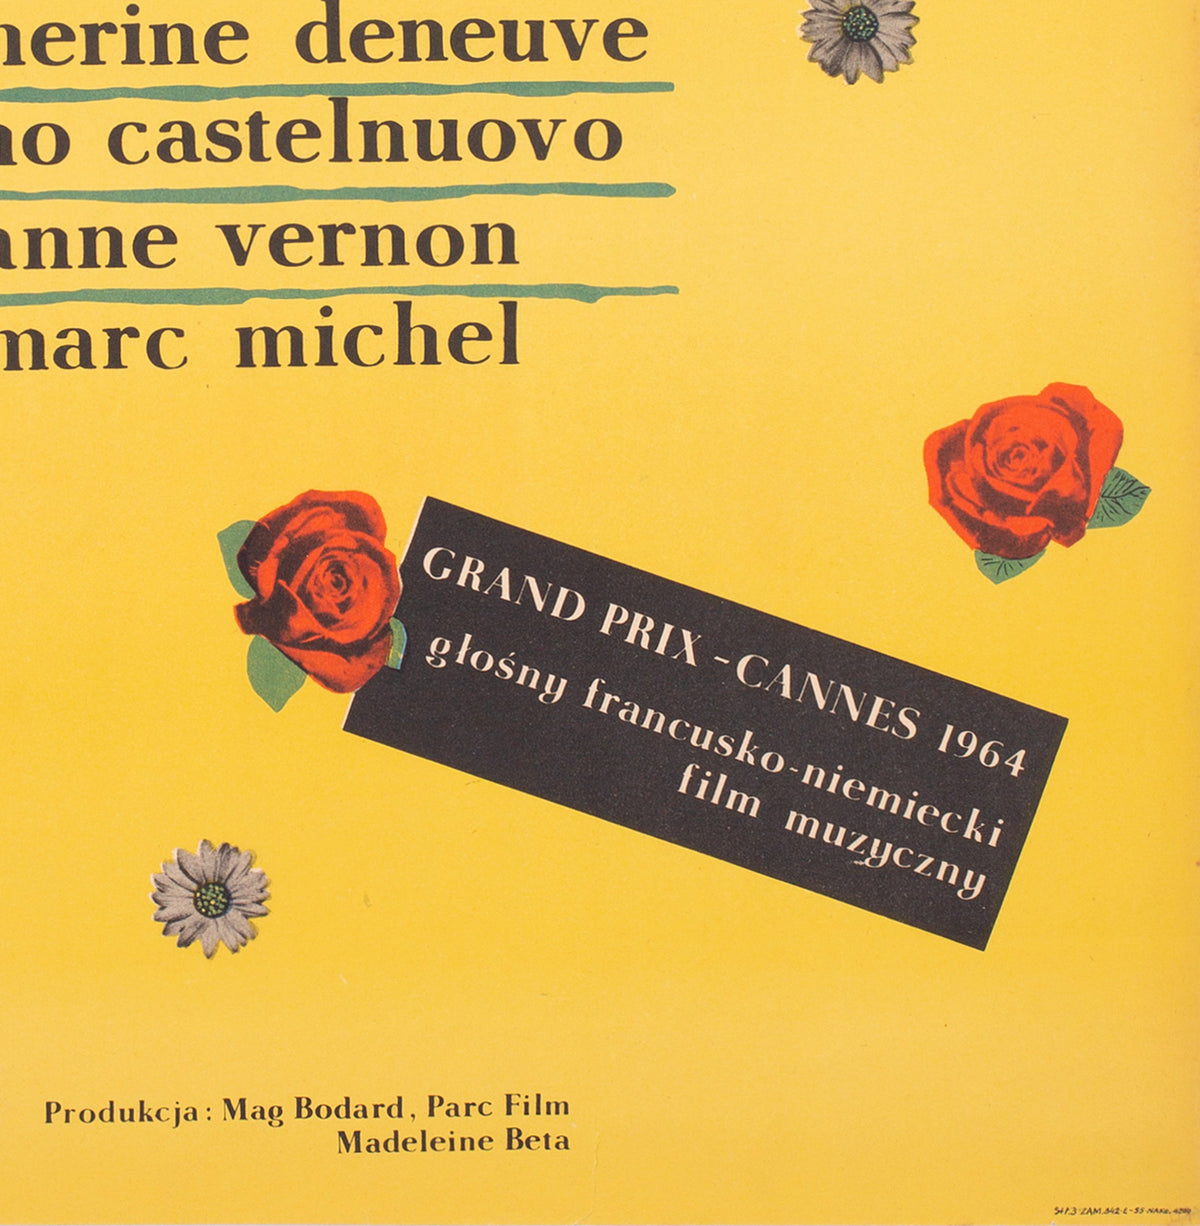 herine deneuve
no castelnuovo
anne vernon
marc michel
GRAND PRIX - CANNES 1964
głośny francusko-niemiecki
film muzyczny
Produkcja: Mag Bodard, Parc Film
Madeleine Beta